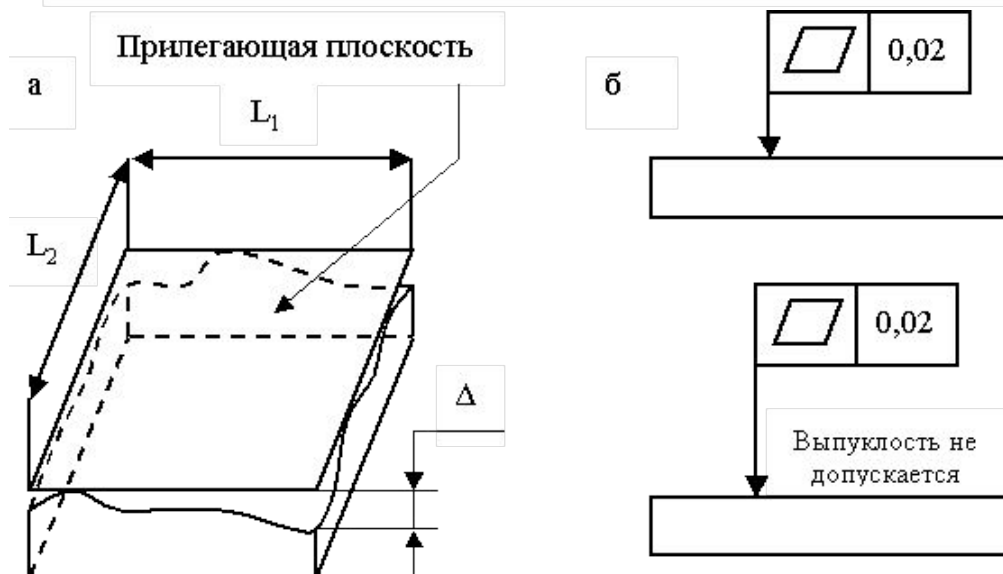 Прилегающая плоскость
а
L₁
L₂
Δ
б
0,02
0,02
Выпуклость не
допускается